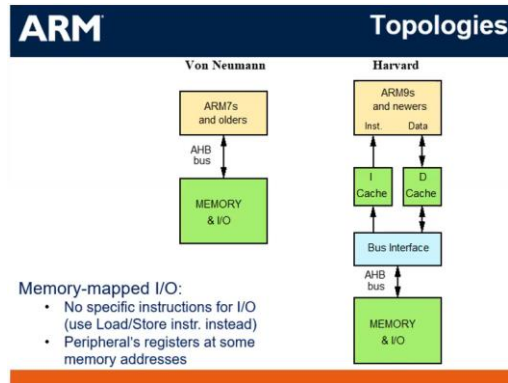 ARM
Topologies
Von Neumann
ARM7s
and olders
AHB
bus
MEMORY
& I/O
Harvard
ARM9s
and newers
Inst.
Data
I
Cache
D
Cache
Bus Interface
AHB
bus
MEMORY
& I/O
Memory-mapped I/O:
• No specific instructions for I/O
(use Load/Store instr. instead)
• Peripheral's registers at some
memory addresses